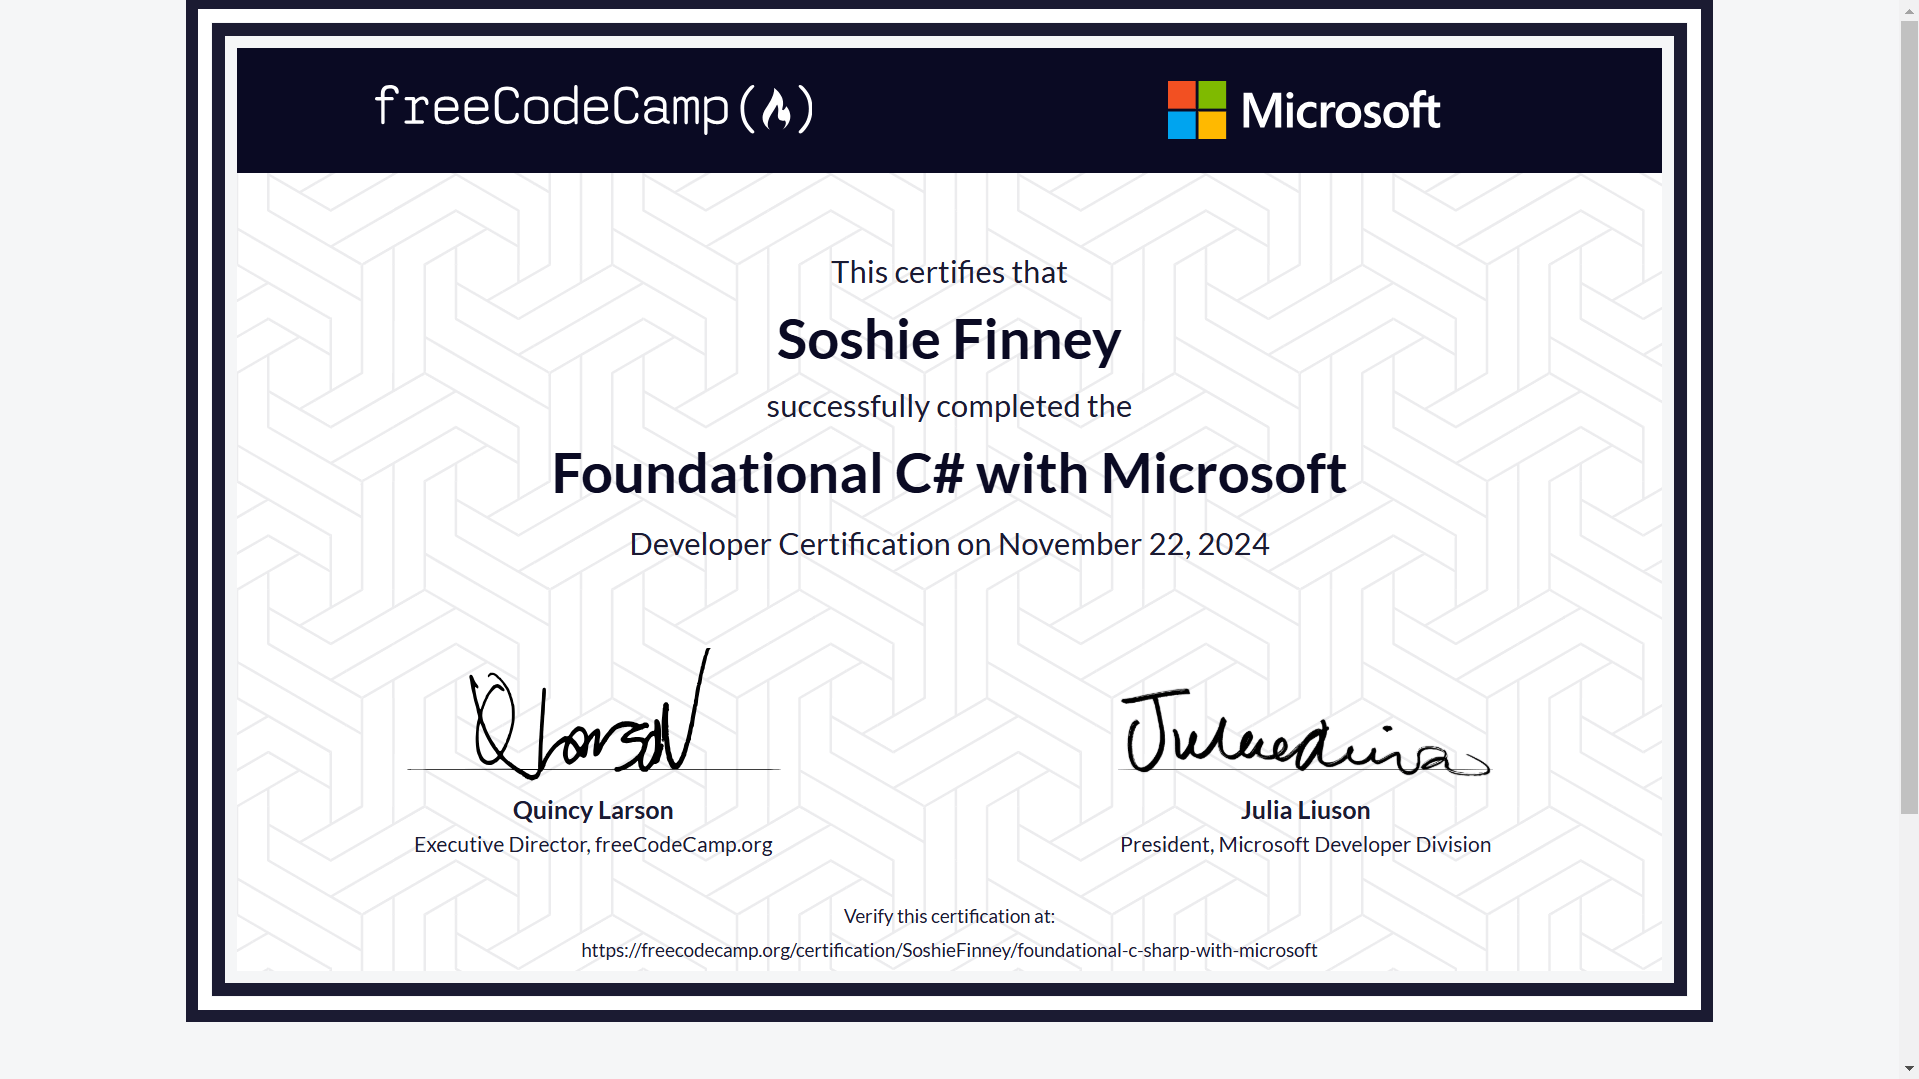 freeCodeCamp(🔥) Microsoft
This certifies that
Soshie Finney
successfully completed the
Foundational C# with Microsoft
Developer Certification on November 22, 2024
Quincy Larson
Executive Director, freeCodeCamp.org
Julia Liuson
President, Microsoft Developer Division
Verify this certification at:
https://freecodecamp.org/certification/SoshieFinney/foundational-c-sharp-with-microsoft